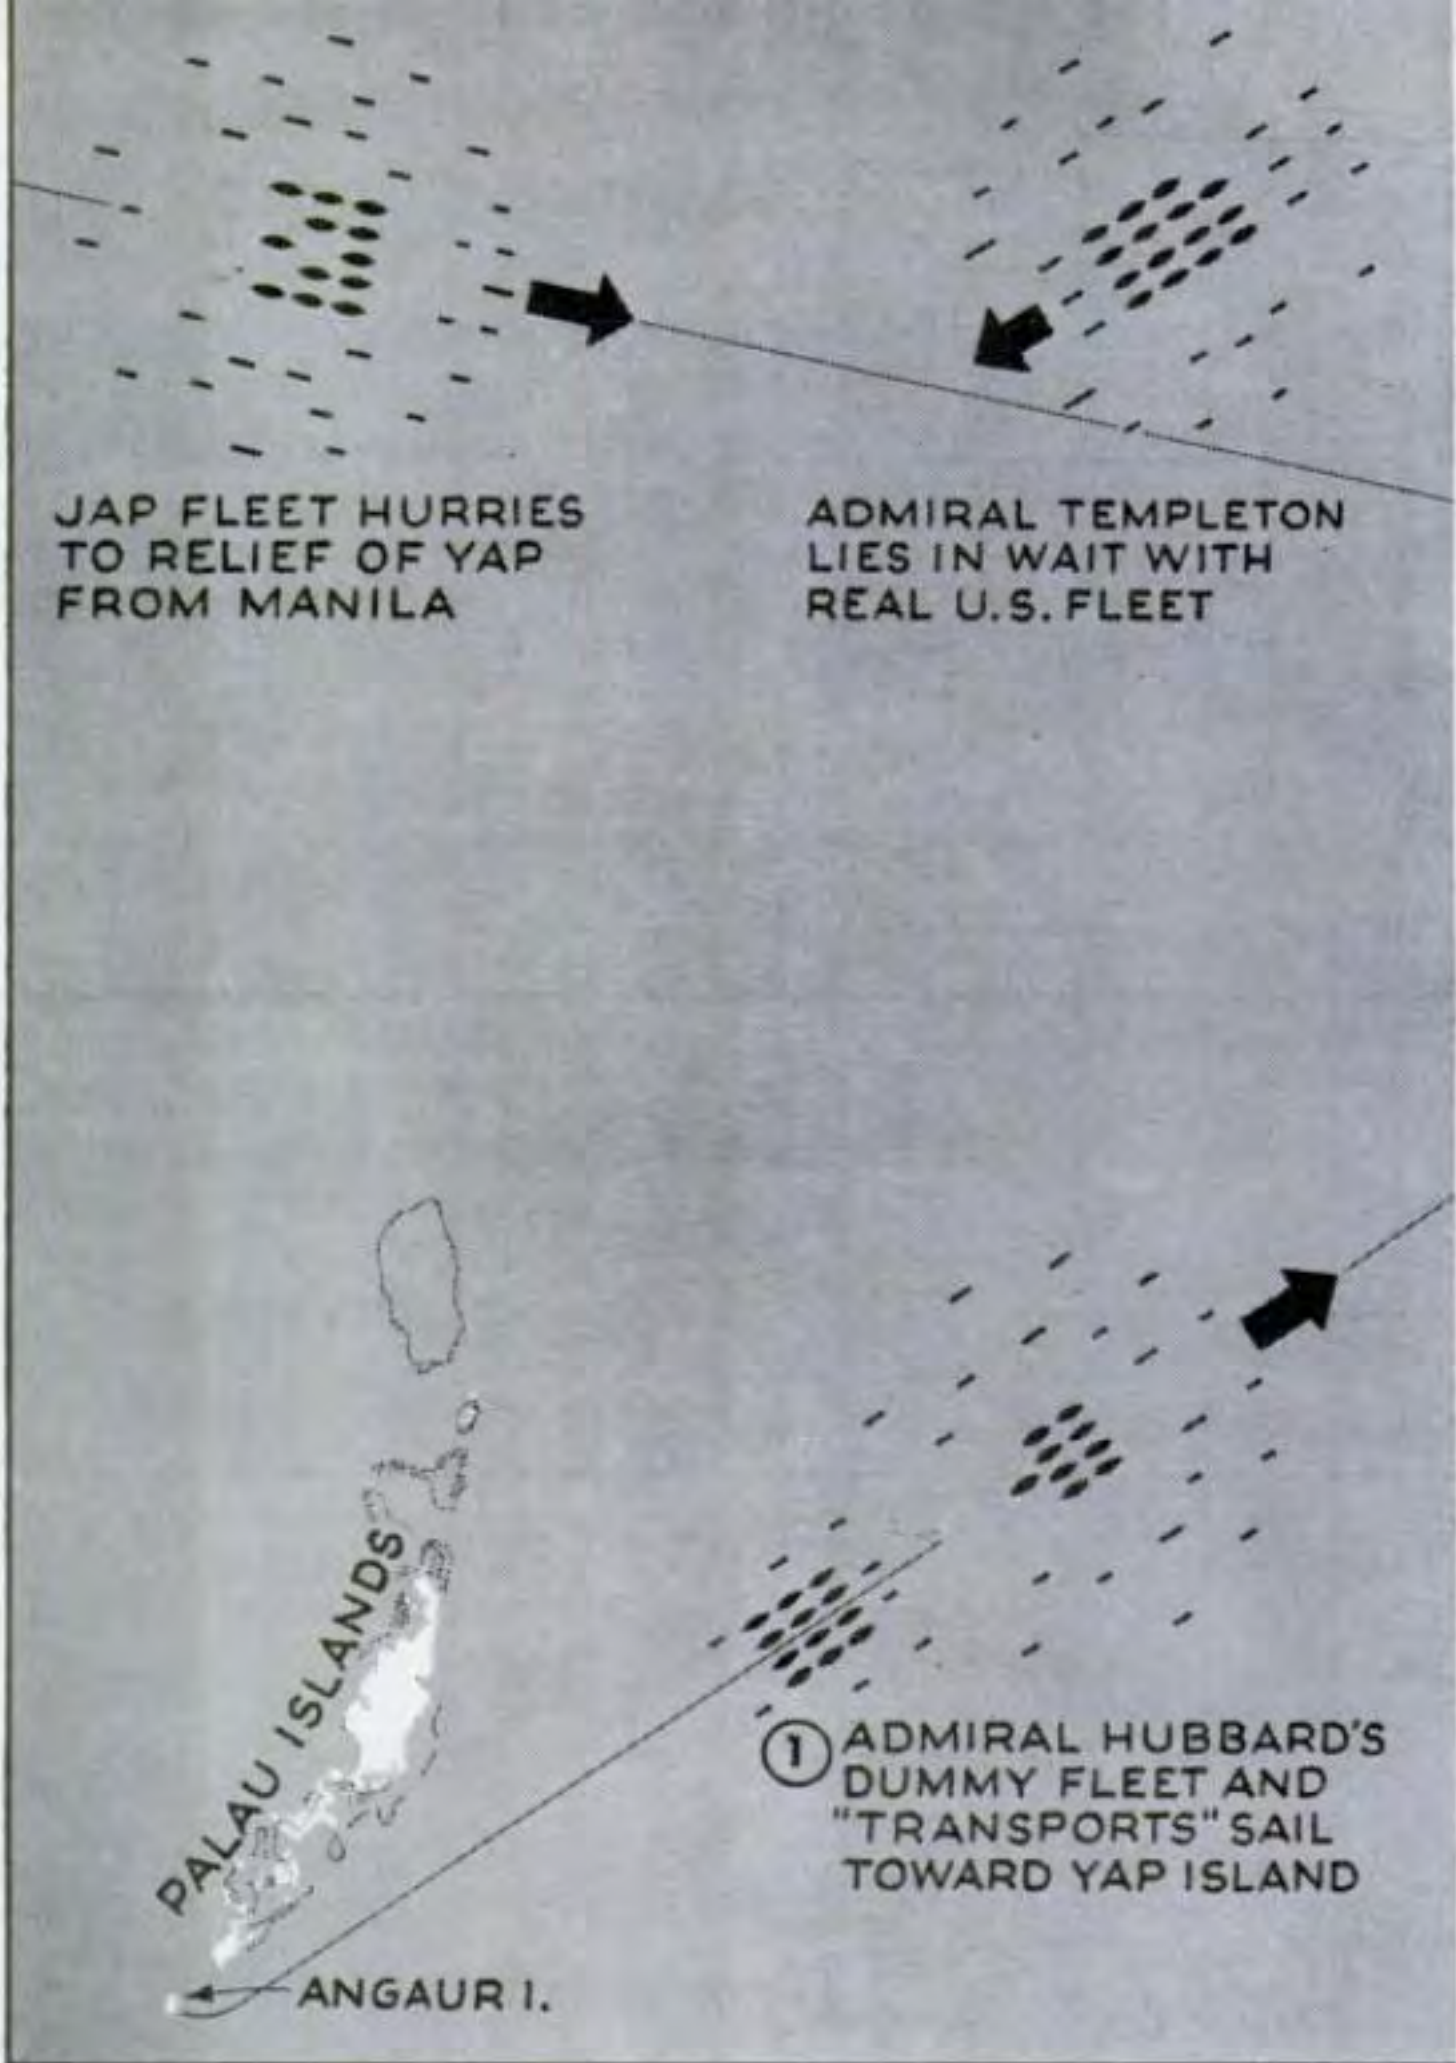 JAP FLEET HURRIES
TO RELIEF OF YAP
FROM MANILA
ADMIRAL TEMPLETON
LIES IN WAIT WITH
REAL U.S. FLEET
PALAU ISLANDS
① ADMIRAL HUBBARD'S
DUMMY FLEET AND
"TRANSPORTS" SAIL
TOWARD YAP ISLAND
ANGAUR I.